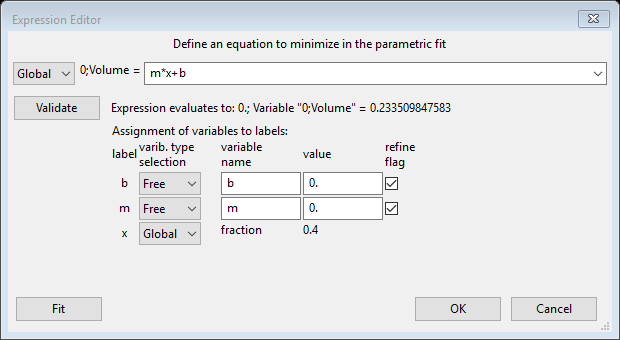 Expression Editor
Define an equation to minimize in the parametric fit
Global 0;Volume = m*x+b
Validate Expression evaluates to: 0.; Variable "0;Volume" = 0.233509847583
Assignment of variables to labels:
label varib. type selection variable name value refine flag
b Free b 0.
m Free m 0.
x Global fraction 0.4
Fit OK Cancel